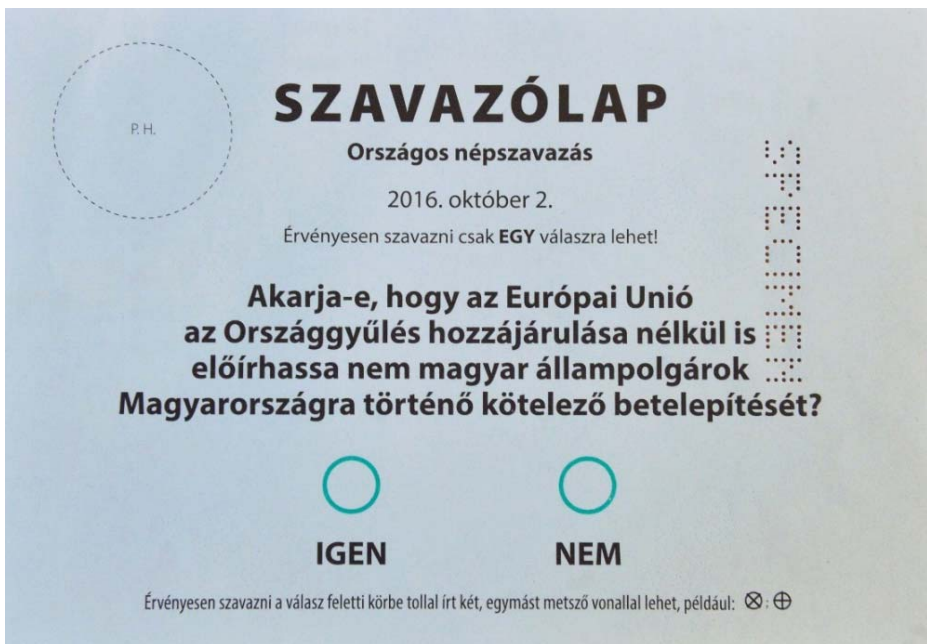 P. H.
SZAVAZÓLAP
Országos népszavazás
2016. október 2.
Érvényesen szavazni csak EGY válaszra lehet!
Akarja-e, hogy az Európai Unió
az Országgyűlés hozzájárulása nélkül is
előírhassa nem magyar állampolgárok
Magyarországra történő kötelező betelepítését?
IGEN NEM
Érvényesen szavazni a válasz feletti körbe tollal írt két, egymást metsző vonallal lehet, például: ⊗ ; ⊕